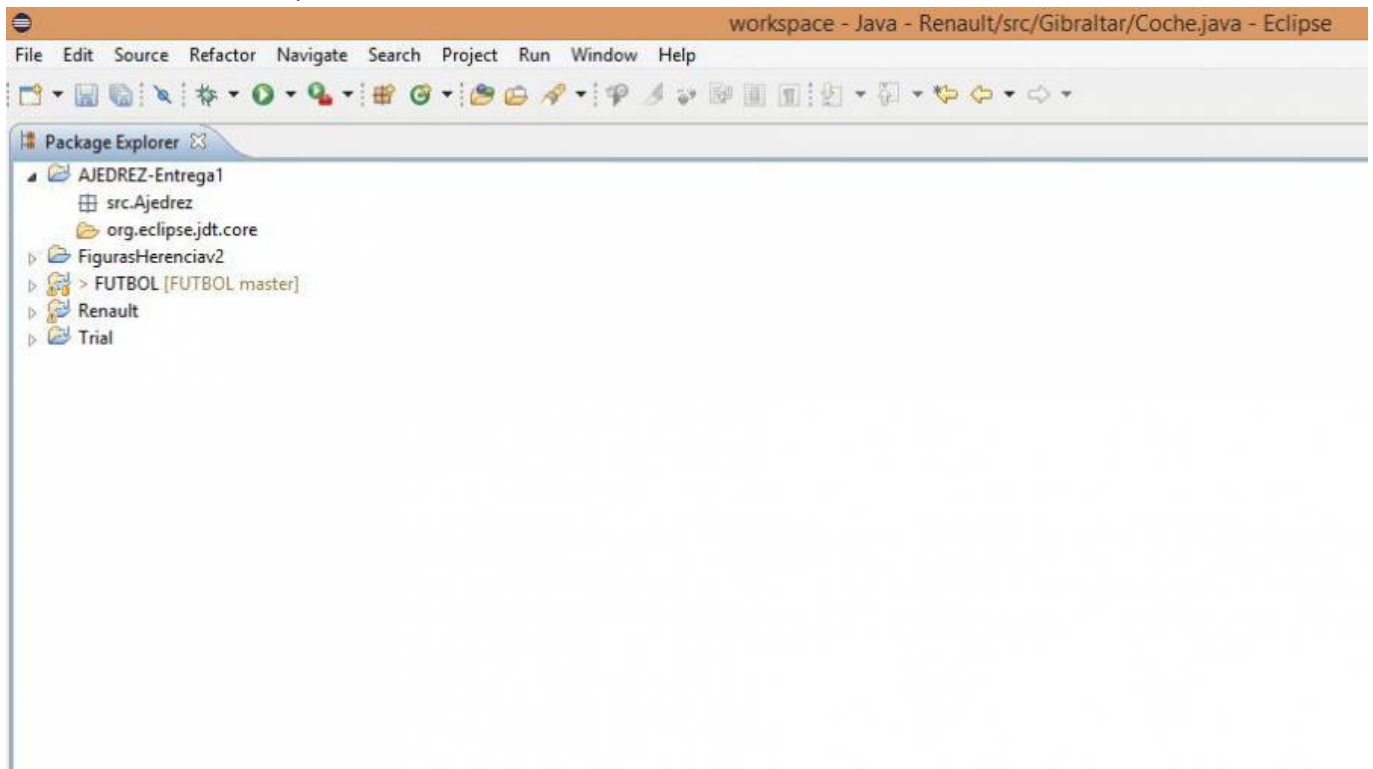 workspace - Java - Renault/src/Gibraltar/Coche.java - Eclipse
File Edit Source Refactor Navigate Search Project Run Window Help
Package Explorer
AJEDREZ-Entrega1
src.Ajedrez
org.eclipse.jdt.core
FigurasHerenciav2
> FUTBOL [FUTBOL master]
Renault
Trial